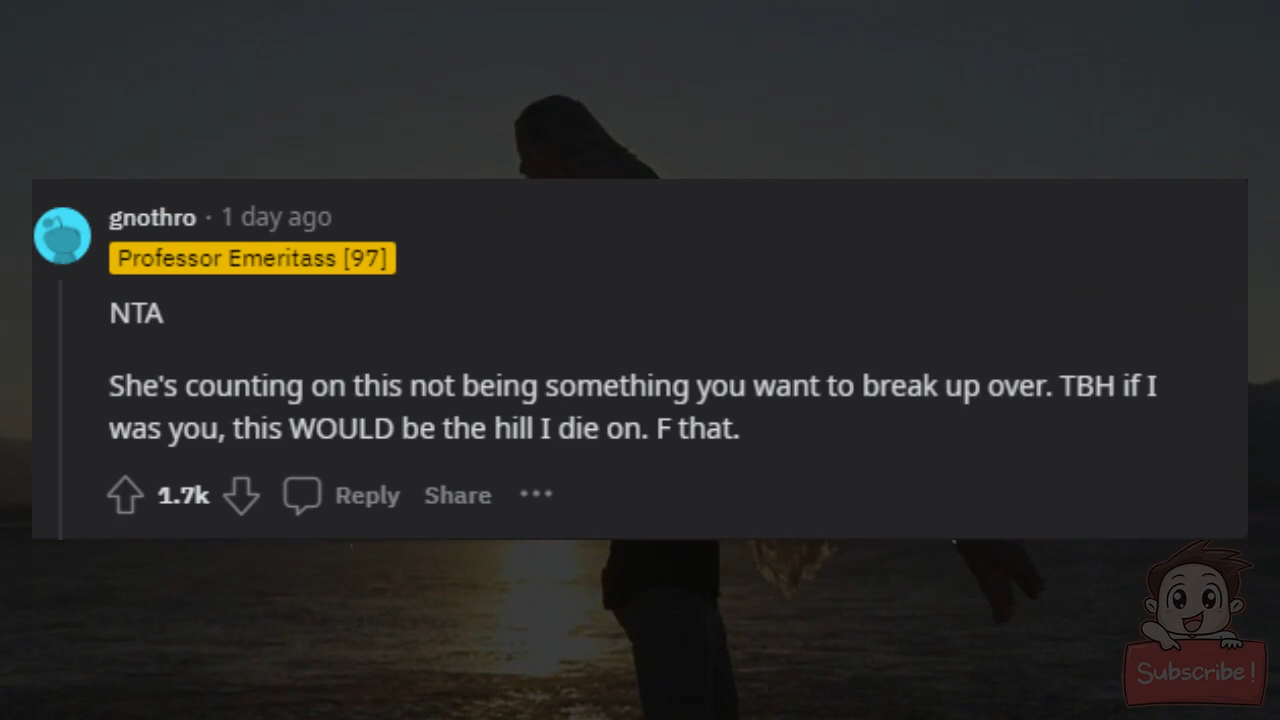 gnothro · 1 day ago
Professor Emeritass [97]
NTA
She's counting on this not being something you want to break up over. TBH if I
was you, this WOULD be the hill I die on. F that.
1.7k Reply Share •••
Subscribe!